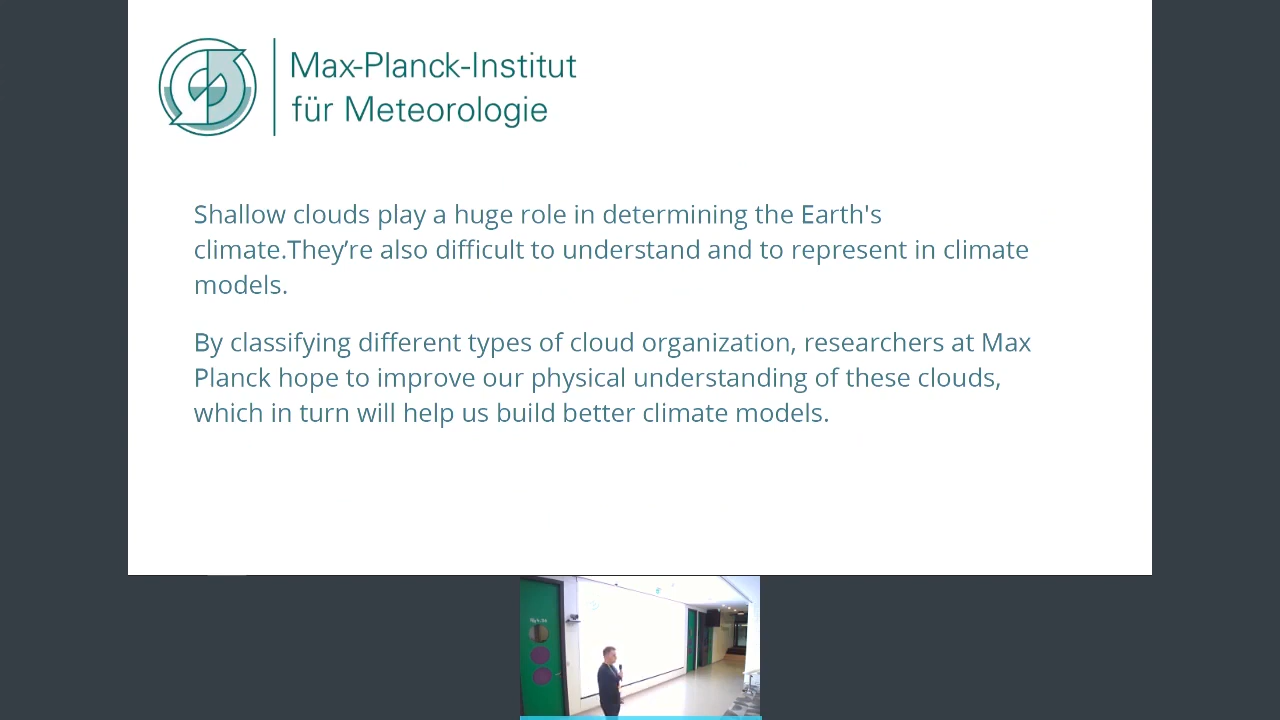 Max-Planck-Institut
für Meteorologie
Shallow clouds play a huge role in determining the Earth's
climate.They’re also difficult to understand and to represent in climate
models.
By classifying different types of cloud organization, researchers at Max
Planck hope to improve our physical understanding of these clouds,
which in turn will help us build better climate models.